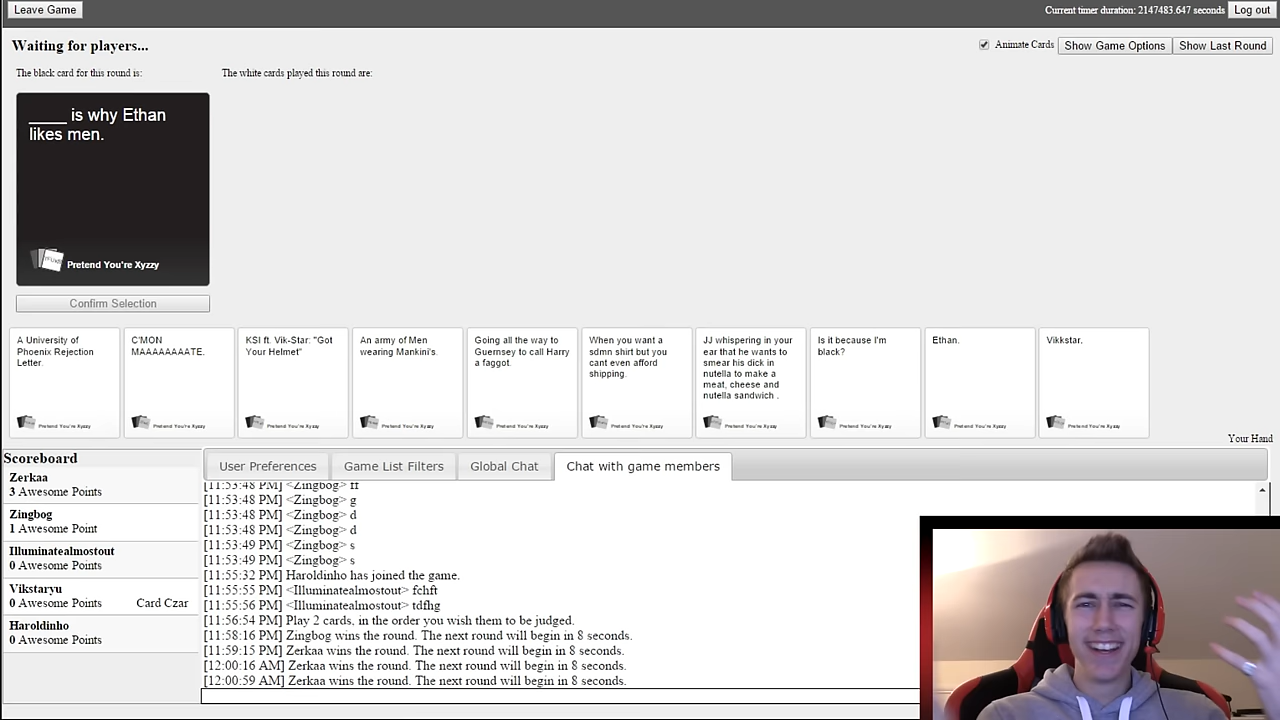 Leave Game
Current timer duration: 2147483.647 seconds
Log out
Waiting for players...
Animate Cards
Show Game Options
Show Last Round
The black card for this round is:
The white cards played this round are:
____ is why Ethan
likes men.
Pretend You're Xyzzy
Confirm Selection
A University of
Phoenix Rejection
Letter.
Pretend You're Xyzzy
C'MON
MAAAAAAAATE.
Pretend You're Xyzzy
KSI ft. Vik-Star: "Got
Your Helmet"
Pretend You're Xyzzy
An army of Men
wearing Mankini's.
Pretend You're Xyzzy
Going all the way to
Guernsey to call Harry
a faggot.
Pretend You're Xyzzy
When you want a
sdmn shirt but you
cant even afford
shipping.
Pretend You're Xyzzy
JJ whispering in your
ear that he wants to
smear his dick in
nutella to make a
meat, cheese and
nutella sandwich .
Pretend You're Xyzzy
Is it because I'm
black?
Pretend You're Xyzzy
Ethan.
Pretend You're Xyzzy
Vikkstar.
Pretend You're Xyzzy
Your Hand
Scoreboard
Zerkaa
3 Awesome Points
Zingbog
1 Awesome Point
Illuminatealmostout
0 Awesome Points
Vikstaryu
0 Awesome Points Card Czar
Haroldinho
0 Awesome Points
User Preferences
Game List Filters
Global Chat
Chat with game members
[11:53:48 PM] <Zingbog> ff
[11:53:48 PM] <Zingbog> g
[11:53:48 PM] <Zingbog> d
[11:53:48 PM] <Zingbog> d
[11:53:49 PM] <Zingbog> s
[11:53:49 PM] <Zingbog> s
[11:55:32 PM] Haroldinho has joined the game.
[11:55:55 PM] <Illuminatealmostout> fchft
[11:55:56 PM] <Illuminatealmostout> tdfhg
[11:56:54 PM] Play 2 cards, in the order you wish them to be judged.
[11:58:16 PM] Zingbog wins the round. The next round will begin in 8 seconds.
[11:59:15 PM] Zerkaa wins the round. The next round will begin in 8 seconds.
[12:00:16 AM] Zerkaa wins the round. The next round will begin in 8 seconds.
[12:00:59 AM] Zerkaa wins the round. The next round will begin in 8 seconds.